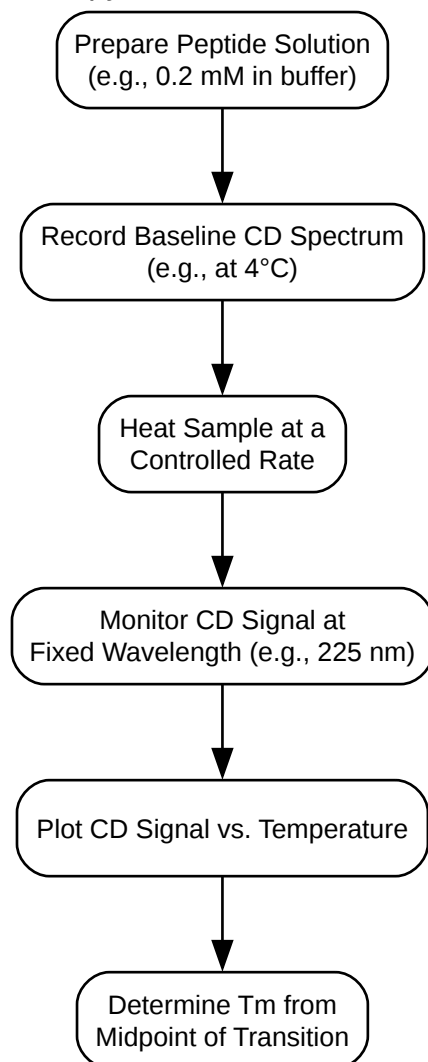 Prepare Peptide Solution
(e.g., 0.2 mM in buffer)
Record Baseline CD Spectrum
(e.g., at 4°C)
Heat Sample at a
Controlled Rate
Monitor CD Signal at
Fixed Wavelength (e.g., 225 nm)
Plot CD Signal vs. Temperature
Determine Tm from
Midpoint of Transition